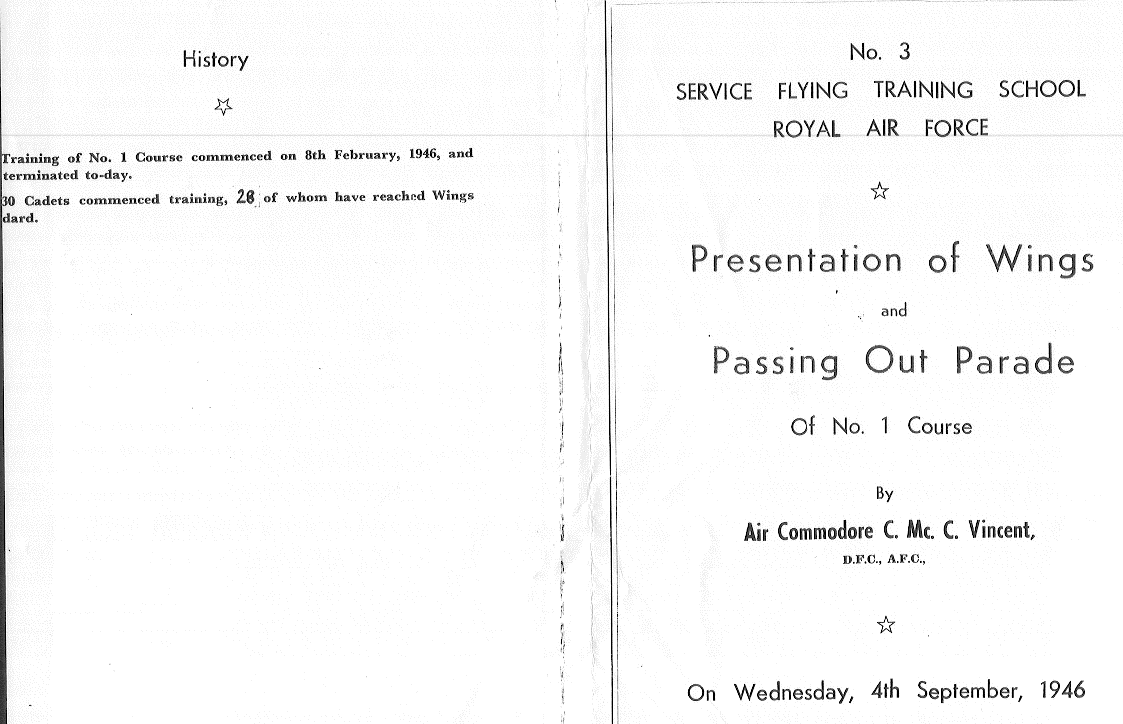 History
Training of No. 1 Course commenced on 8th February, 1946, and
terminated to-day.
30 Cadets commenced training, 26 of whom have reached Wings
dard.
No. 3
SERVICE FLYING TRAINING SCHOOL
ROYAL AIR FORCE
Presentation of Wings
and
Passing Out Parade
Of No. 1 Course
By
Air Commodore C. Mc. C. Vincent,
D.F.C., A.F.C.,
On Wednesday, 4th September, 1946